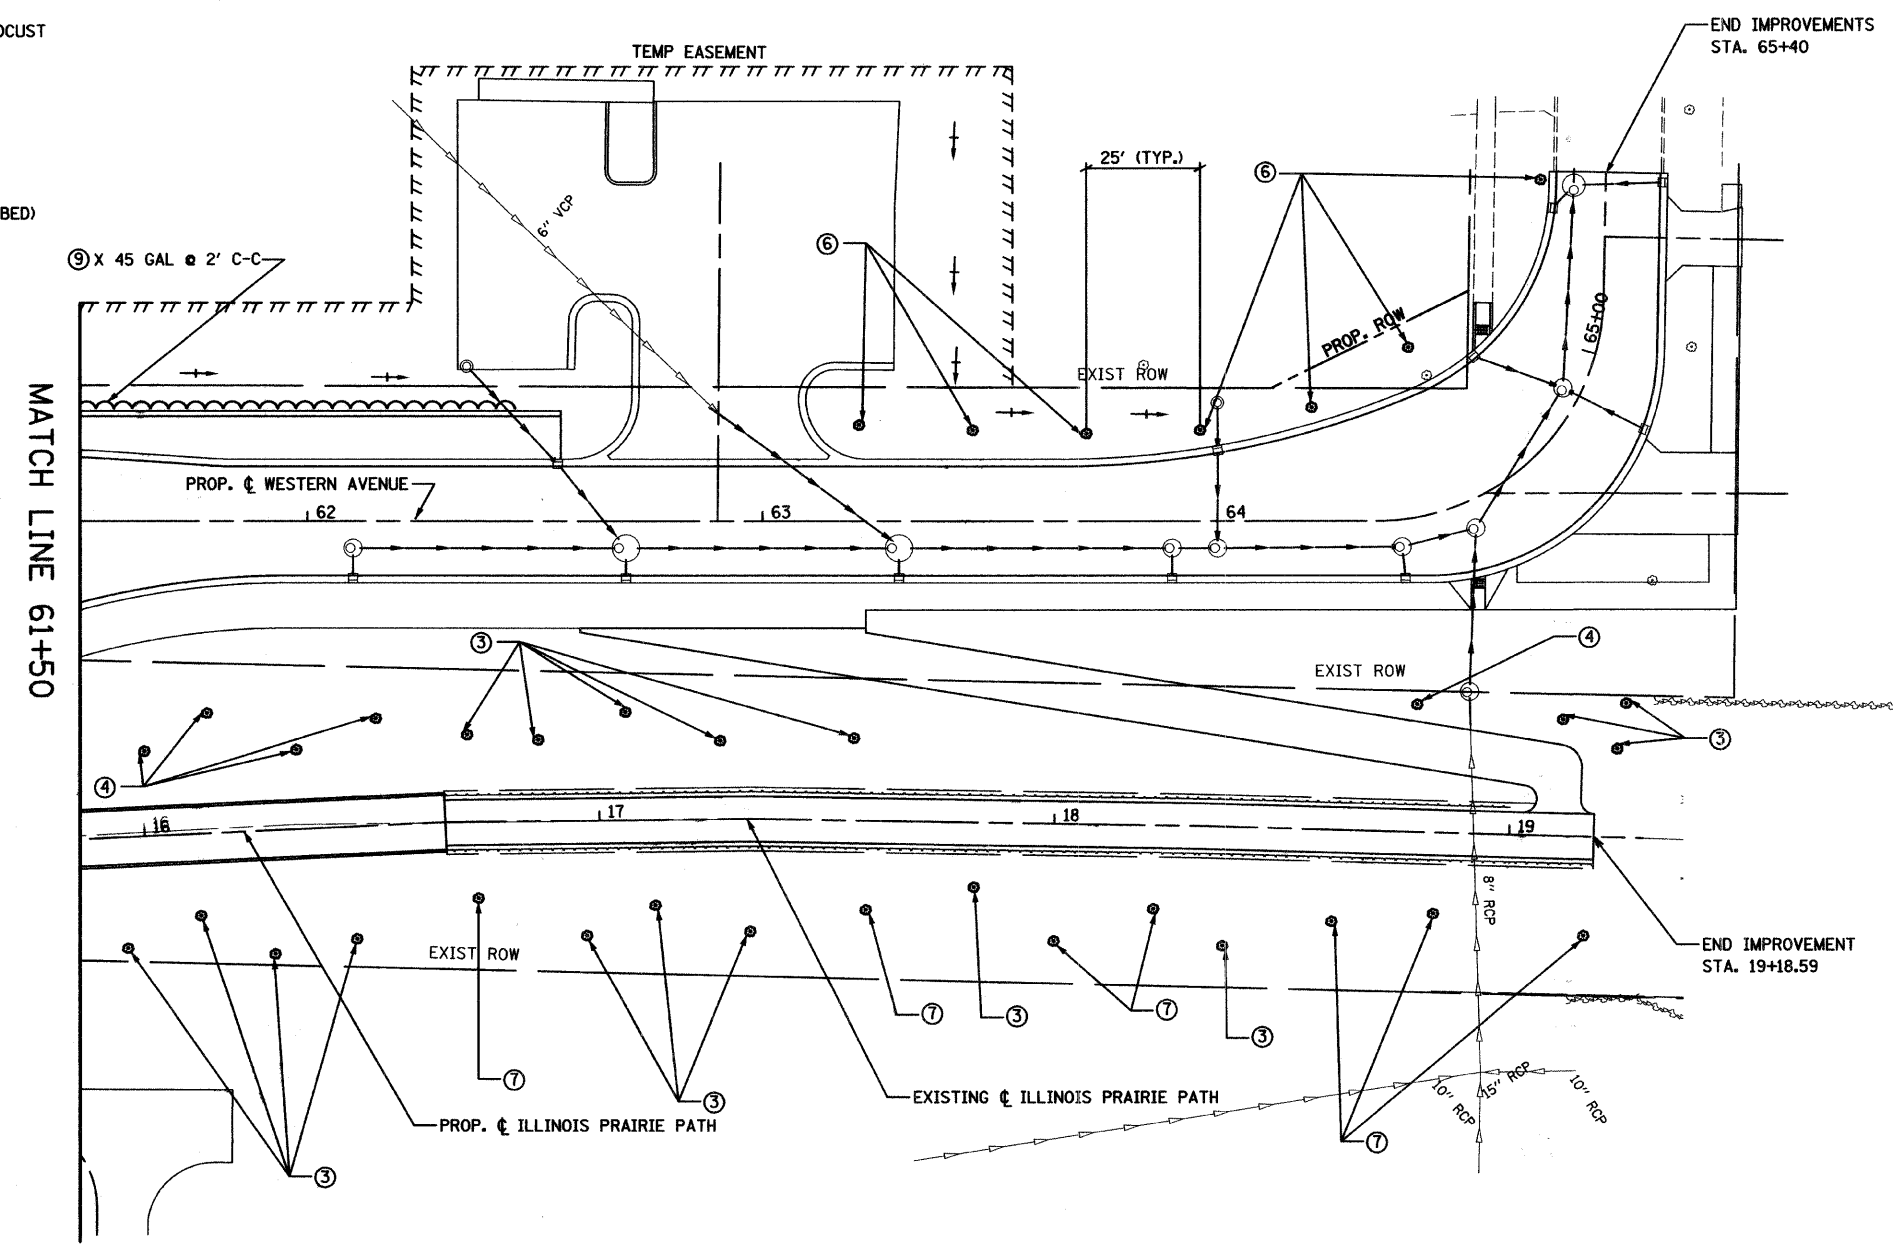 OCUST
END IMPROVEMENTS
STA. 65+40
TEMP EASEMENT
25' (TYP.)
6
BED)
6" VCP
6
9 X 45 GAL @ 2' C-C
65+00
PROP. ROW
EXIST ROW
MATCH LINE 61+50
PROP. ℄ WESTERN AVENUE
62
63
64
3
4
EXIST ROW
3
4
16
16
17
18
19
8" RCP
END IMPROVEMENT
STA. 19+18.59
EXIST ROW
7
3
7
3
7
3
EXISTING ℄ ILLINOIS PRAIRIE PATH
10" RCP
15" RCP
10" RCP
PROP. ℄ ILLINOIS PRAIRIE PATH
7
3